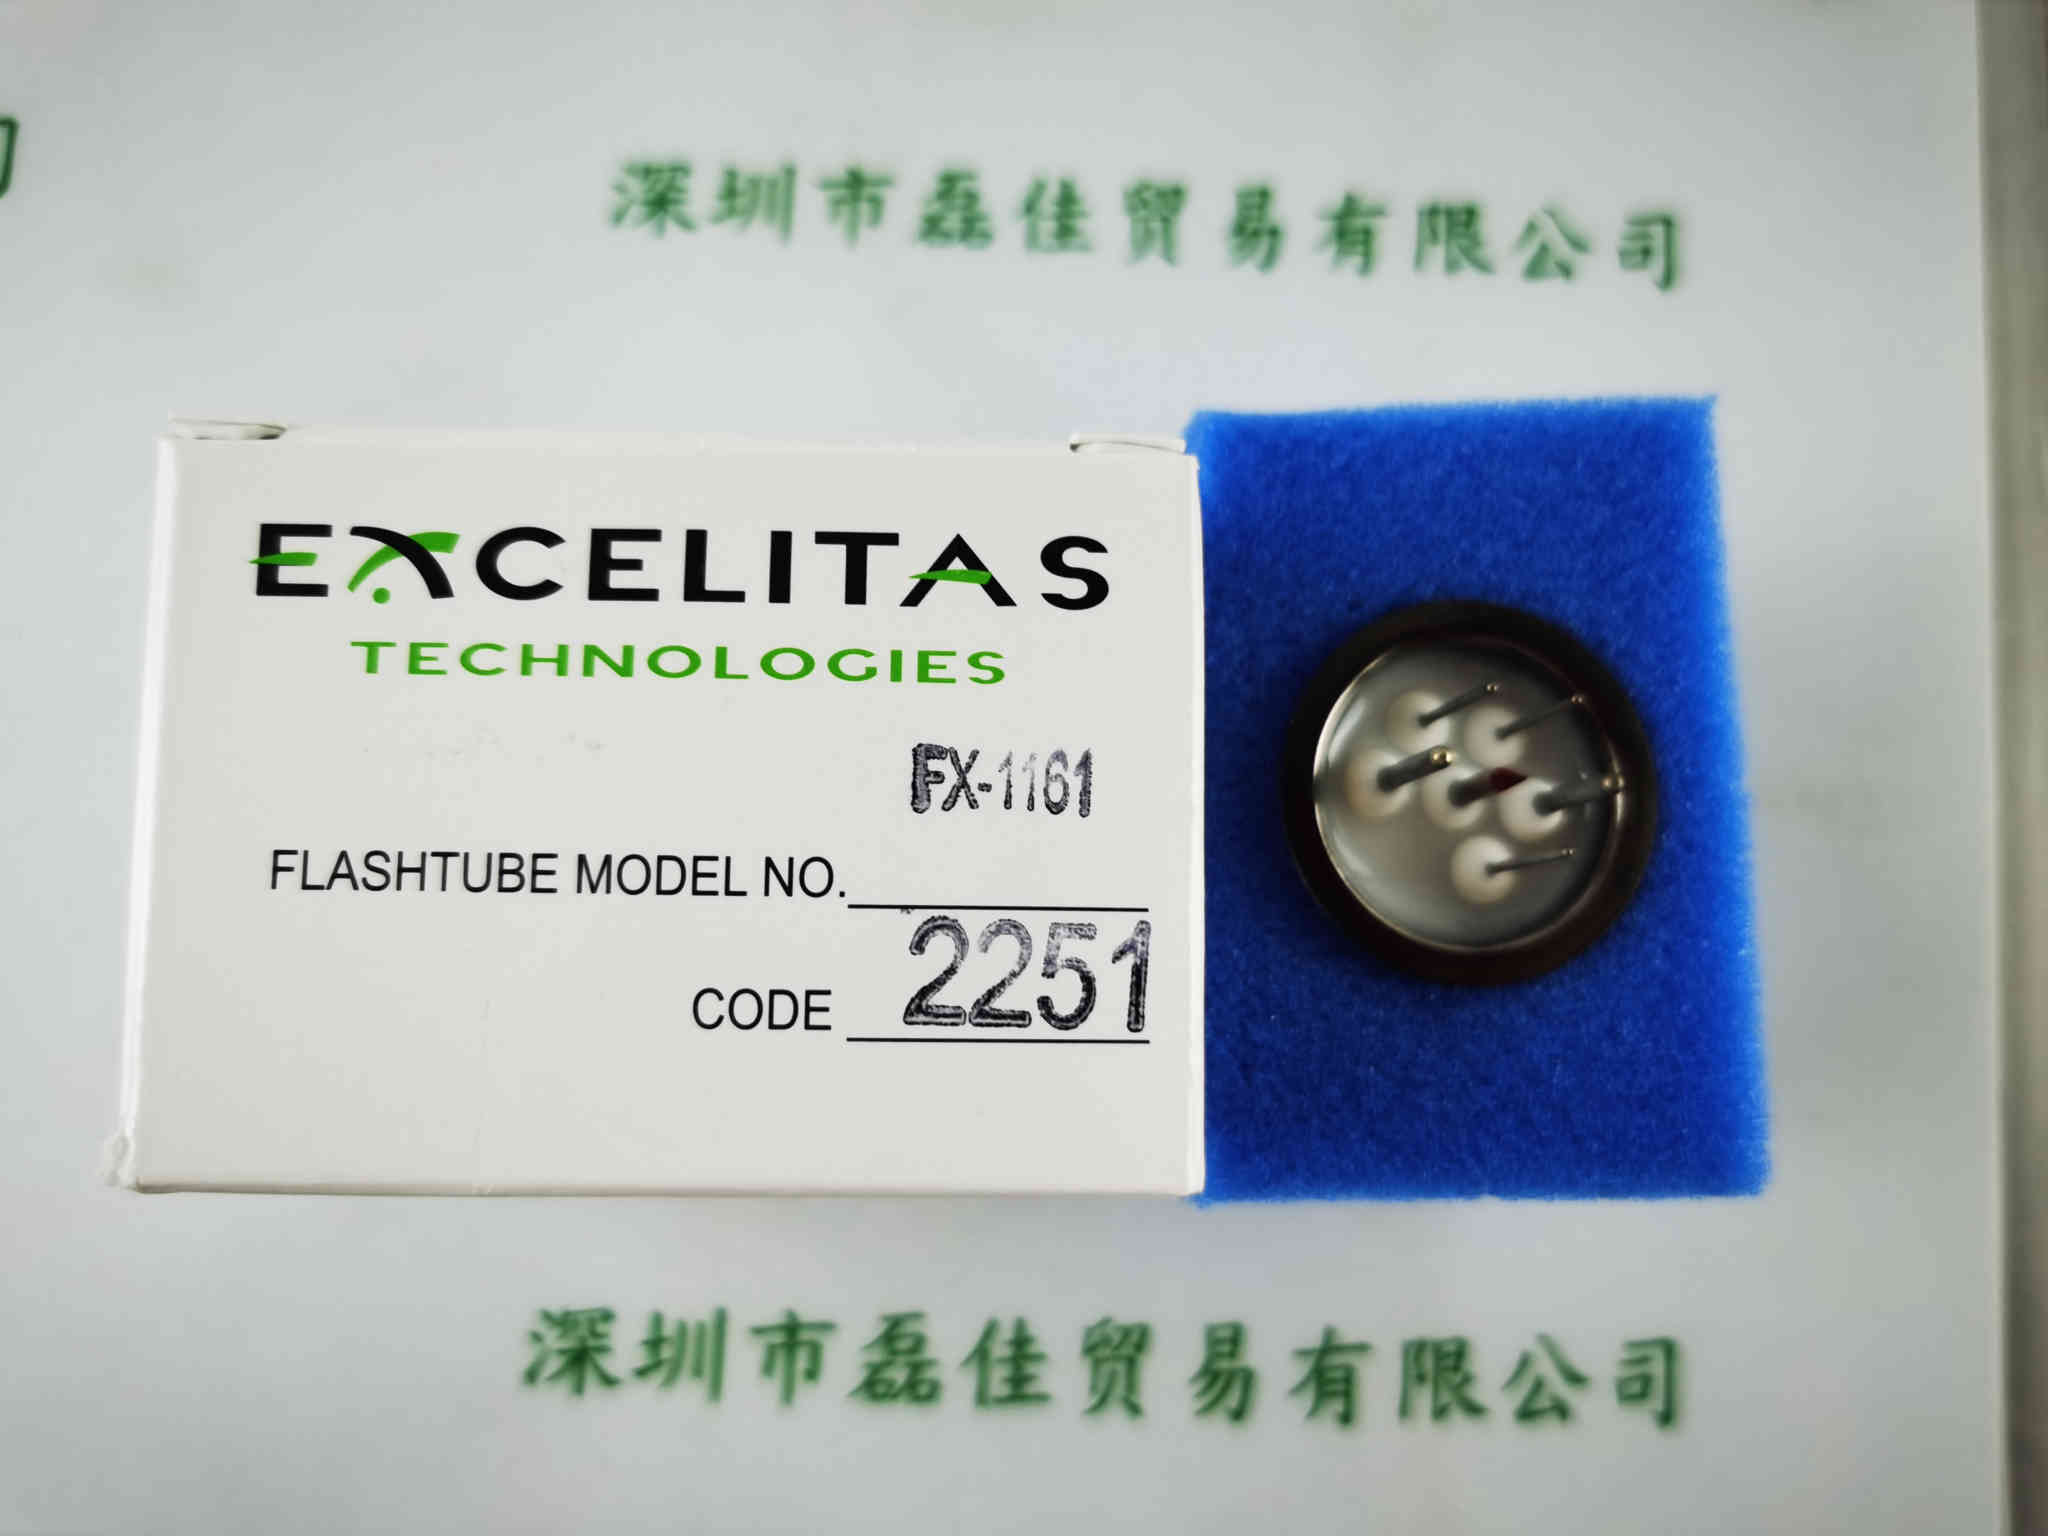 司
深圳市磊佳贸易有限公司
EXCELITAS
TECHNOLOGIES
FX-1161
FLASHTUBE MODEL NO.
2251
CODE
深圳市磊佳贸易有限公司